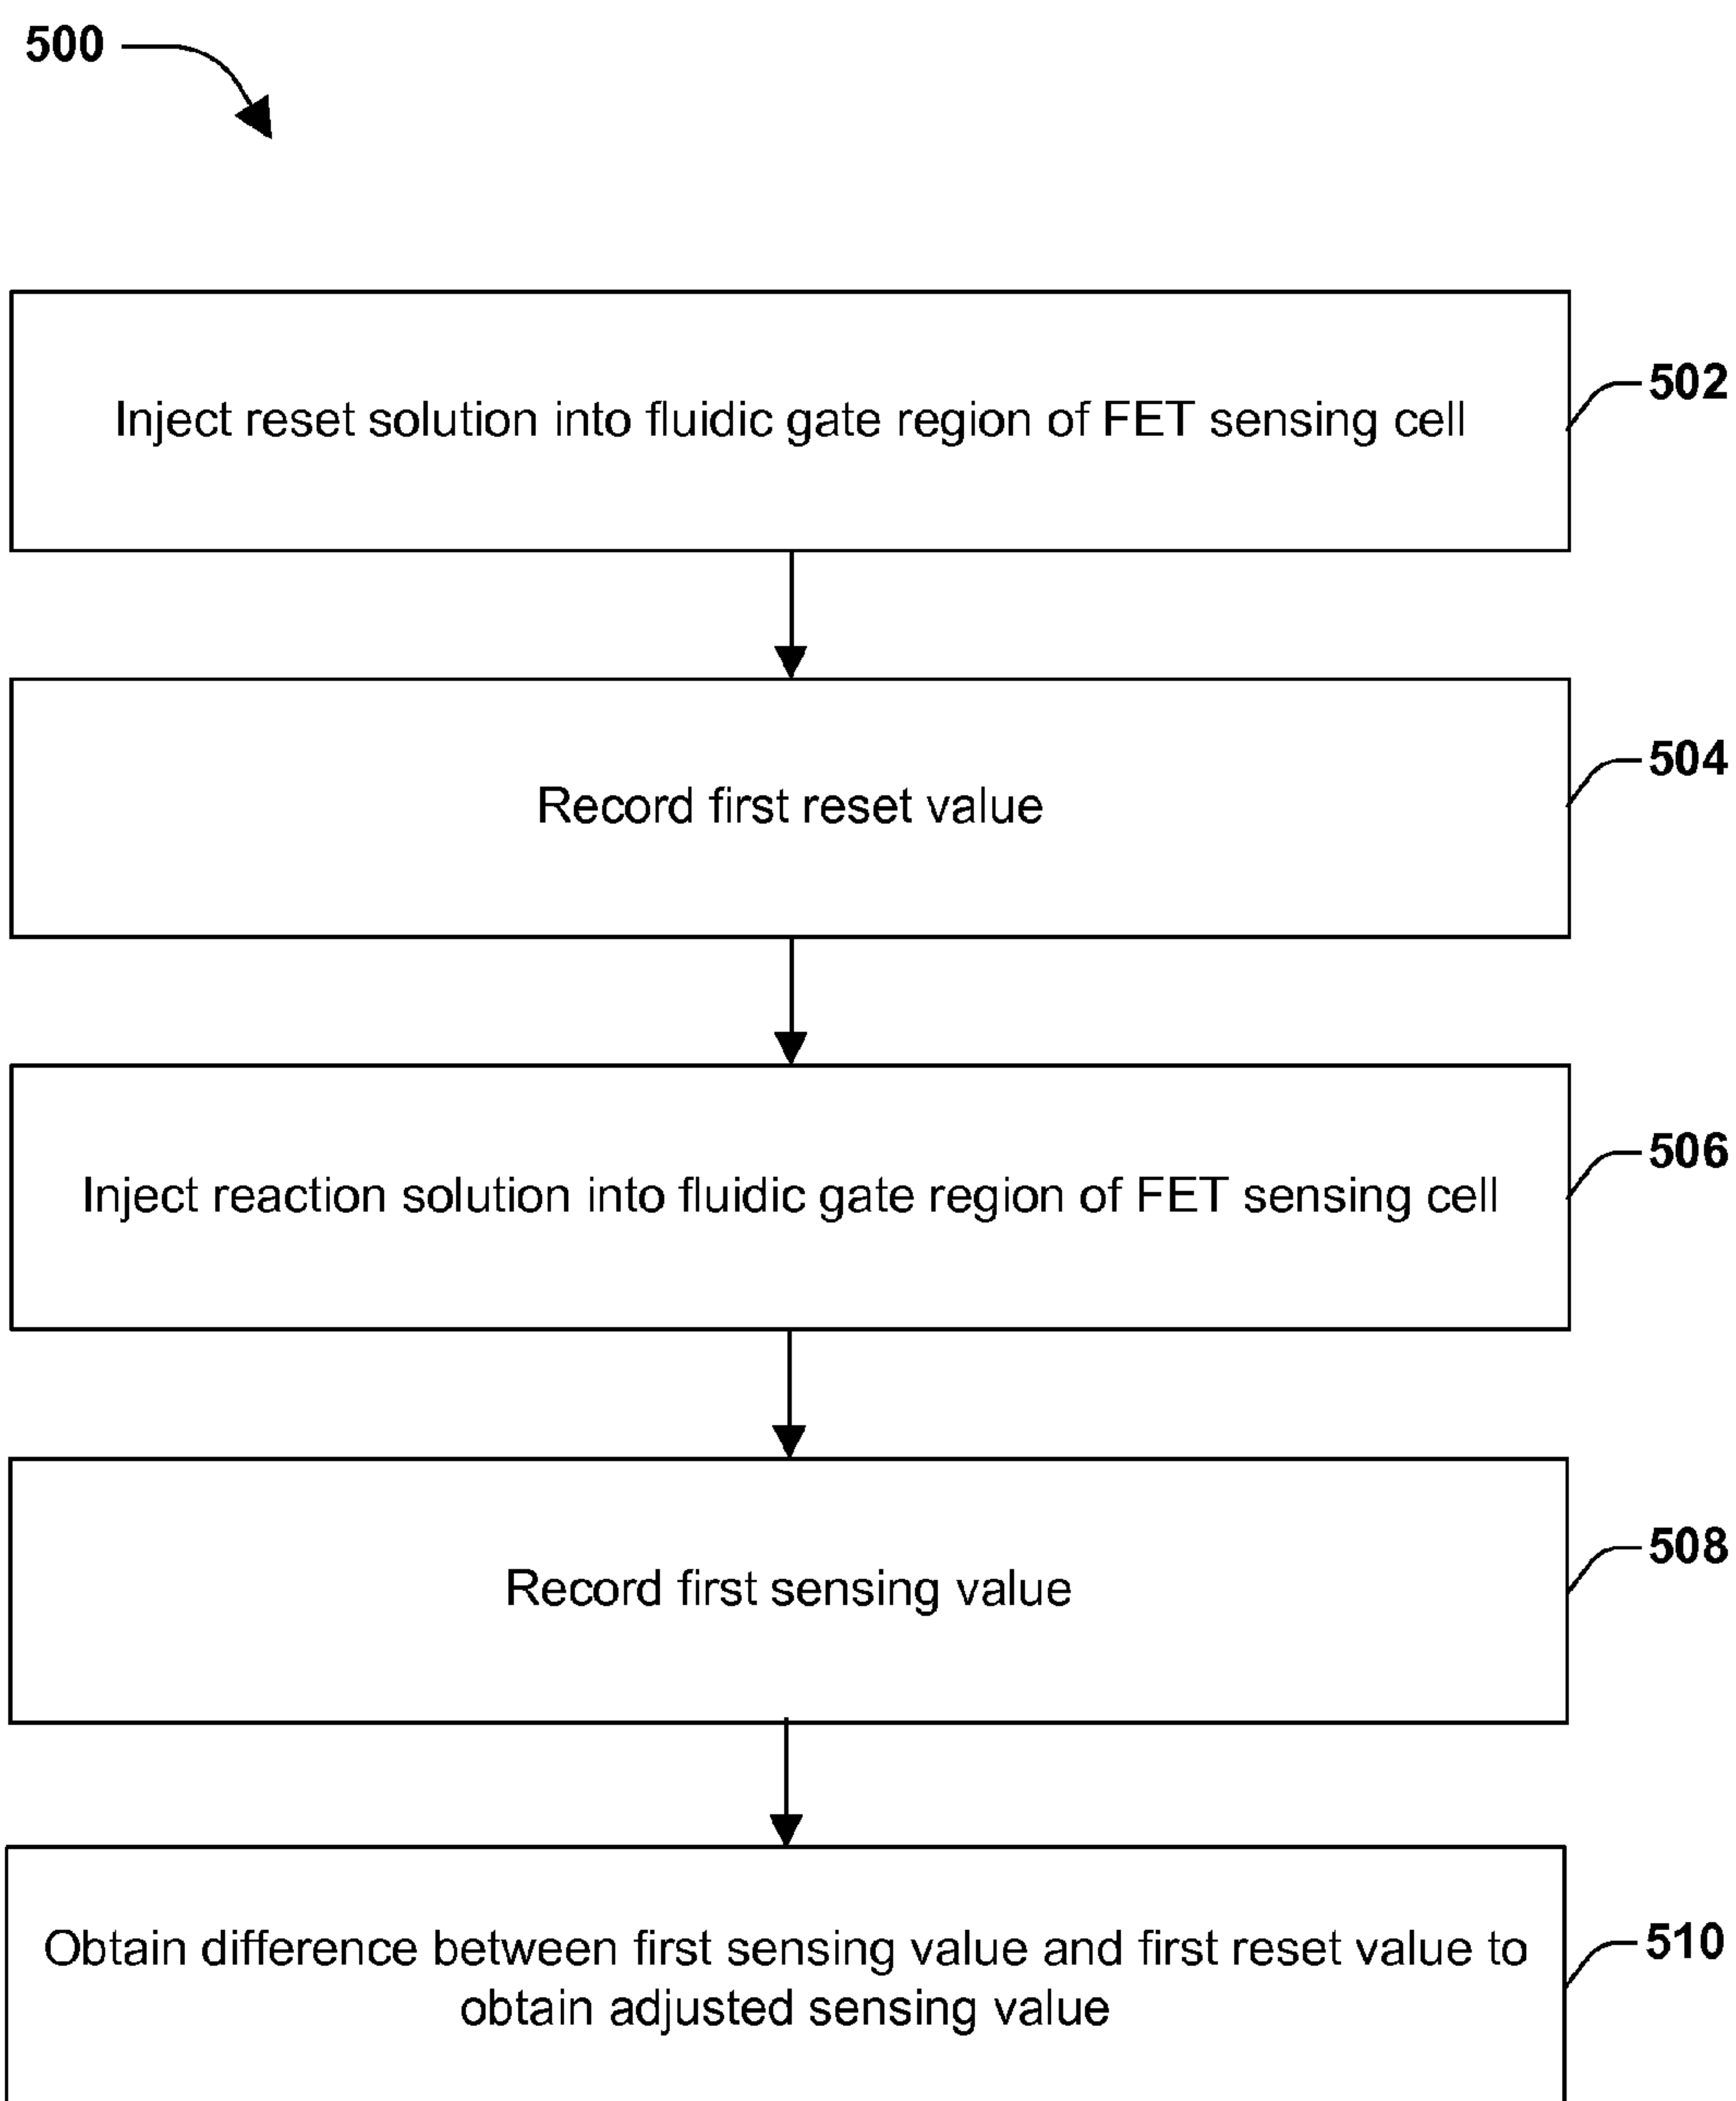 500
Inject reset solution into fluidic gate region of FET sensing cell
502
Record first reset value
504
Inject reaction solution into fluidic gate region of FET sensing cell
506
Record first sensing value
508
Obtain difference between first sensing value and first reset value to
obtain adjusted sensing value
510